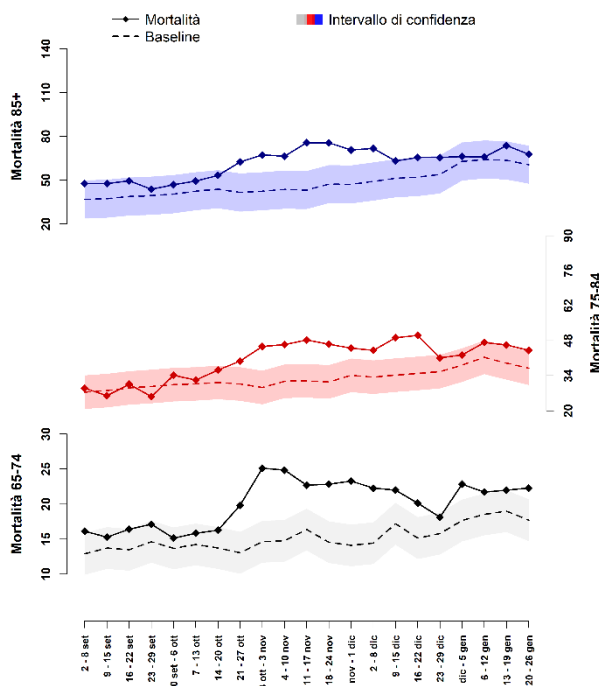 Mortalità
Baseline
Intervallo di confidenza
Mortalità 85+
140
110
80
50
20
Mortalità 75-84
90
76
62
48
34
20
Mortalità 65-74
30
25
20
15
10
2 - 8 set
9 - 15 set
16 - 22 set
23 - 29 set
0 set - 6 ott
7 - 13 ott
14 - 20 ott
21 - 27 ott
ott - 3 nov
4 - 10 nov
11 - 17 nov
18 - 24 nov
nov - 1 dic
2 - 8 dic
9 - 15 dic
16 - 22 dic
23 - 29 dic
dic - 5 gen
6 - 12 gen
13 - 19 gen
20 - 26 gen